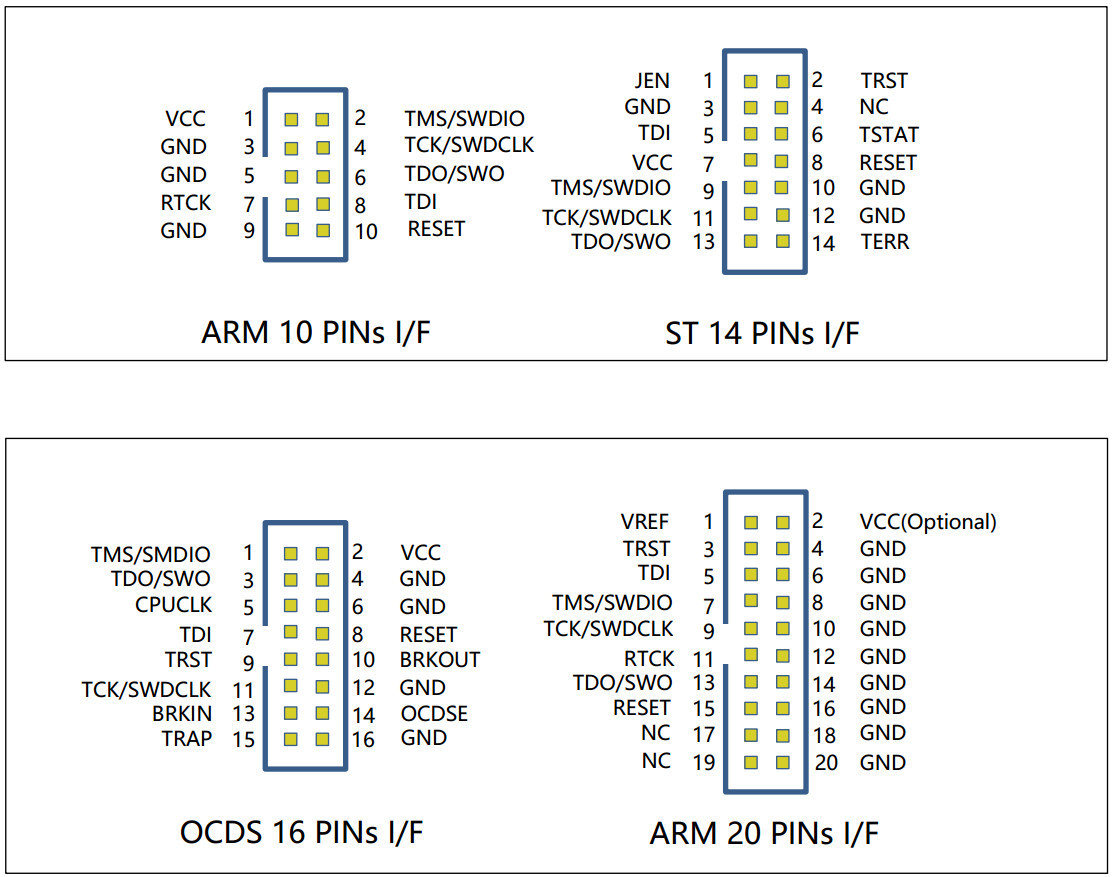 VCC 1 2 TMS/SWDIO
GND 3 4 TCK/SWDCLK
GND 5 6 TDO/SWO
RTCK 7 8 TDI
GND 9 10 RESET
ARM 10 PINs I/F
JEN 1 2 TRST
GND 3 4 NC
TDI 5 6 TSTAT
VCC 7 8 RESET
TMS/SWDIO 9 10 GND
TCK/SWDCLK 11 12 GND
TDO/SWO 13 14 TERR
ST 14 PINs I/F
TMS/SMDIO 1 2 VCC
TDO/SWO 3 4 GND
CPUCLK 5 6 GND
TDI 7 8 RESET
TRST 9 10 BRKOUT
TCK/SWDCLK 11 12 GND
BRKIN 13 14 OCDSE
TRAP 15 16 GND
OCDS 16 PINs I/F
VREF 1 2 VCC(Optional)
TRST 3 4 GND
TDI 5 6 GND
TMS/SWDIO 7 8 GND
TCK/SWDCLK 9 10 GND
RTCK 11 12 GND
TDO/SWO 13 14 GND
RESET 15 16 GND
NC 17 18 GND
NC 19 20 GND
ARM 20 PINs I/F